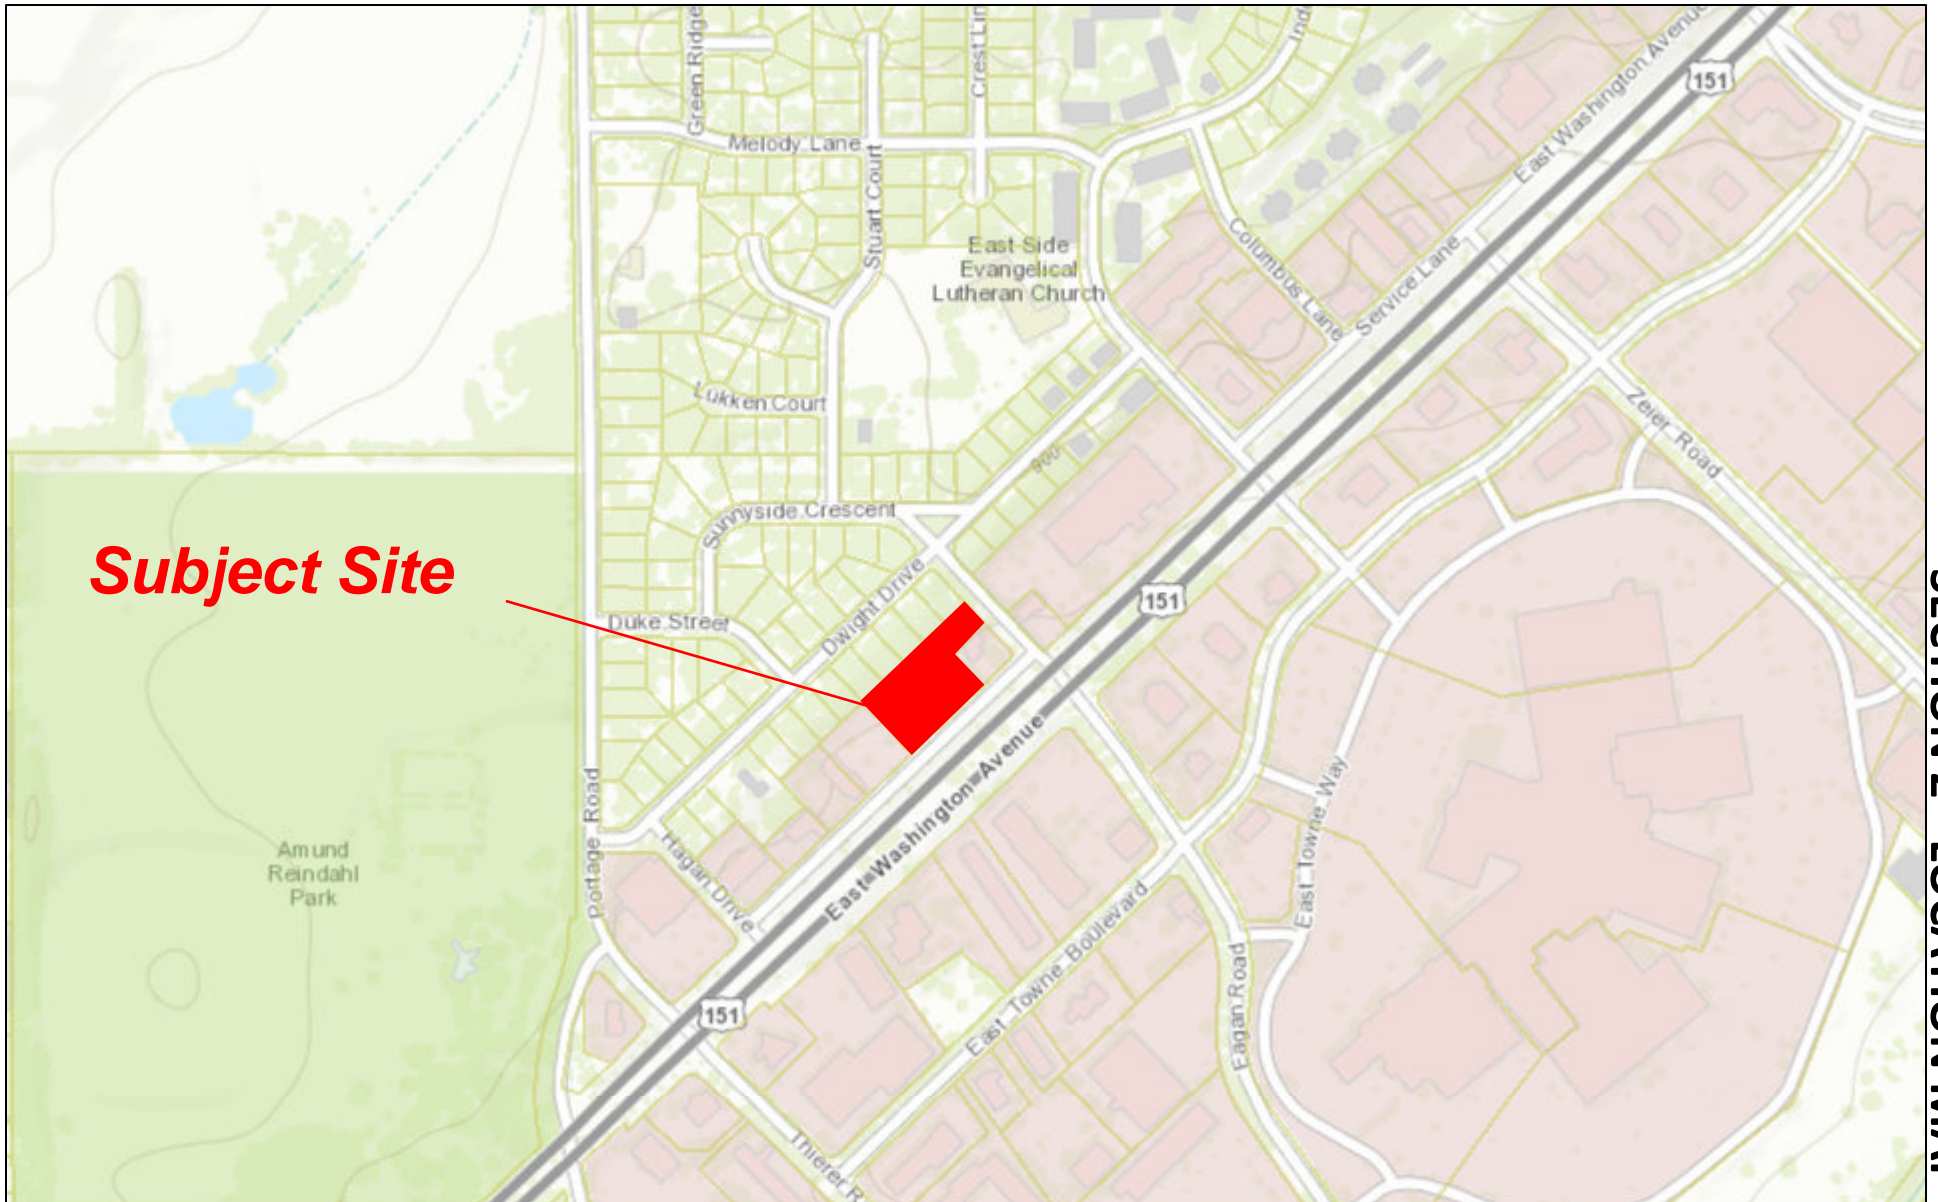 Green Ridge
Crest Lin
Ind
East Washington Avenue
151
Melody Lane
Stuart Court
East Side
Evangelical
Lutheran Church
Columbus Lane
Service Lane
Lukken Court
Zeier Road
900
Sunnyside Crescent
Subject Site
Dwight Drive
151
Duke Street
East Washington Avenue
East Towne Way
Portage Road
Hagan Drive
Amund
Reindahl
Park
East Towne Boulevard
Eagan Road
151
Thierer R